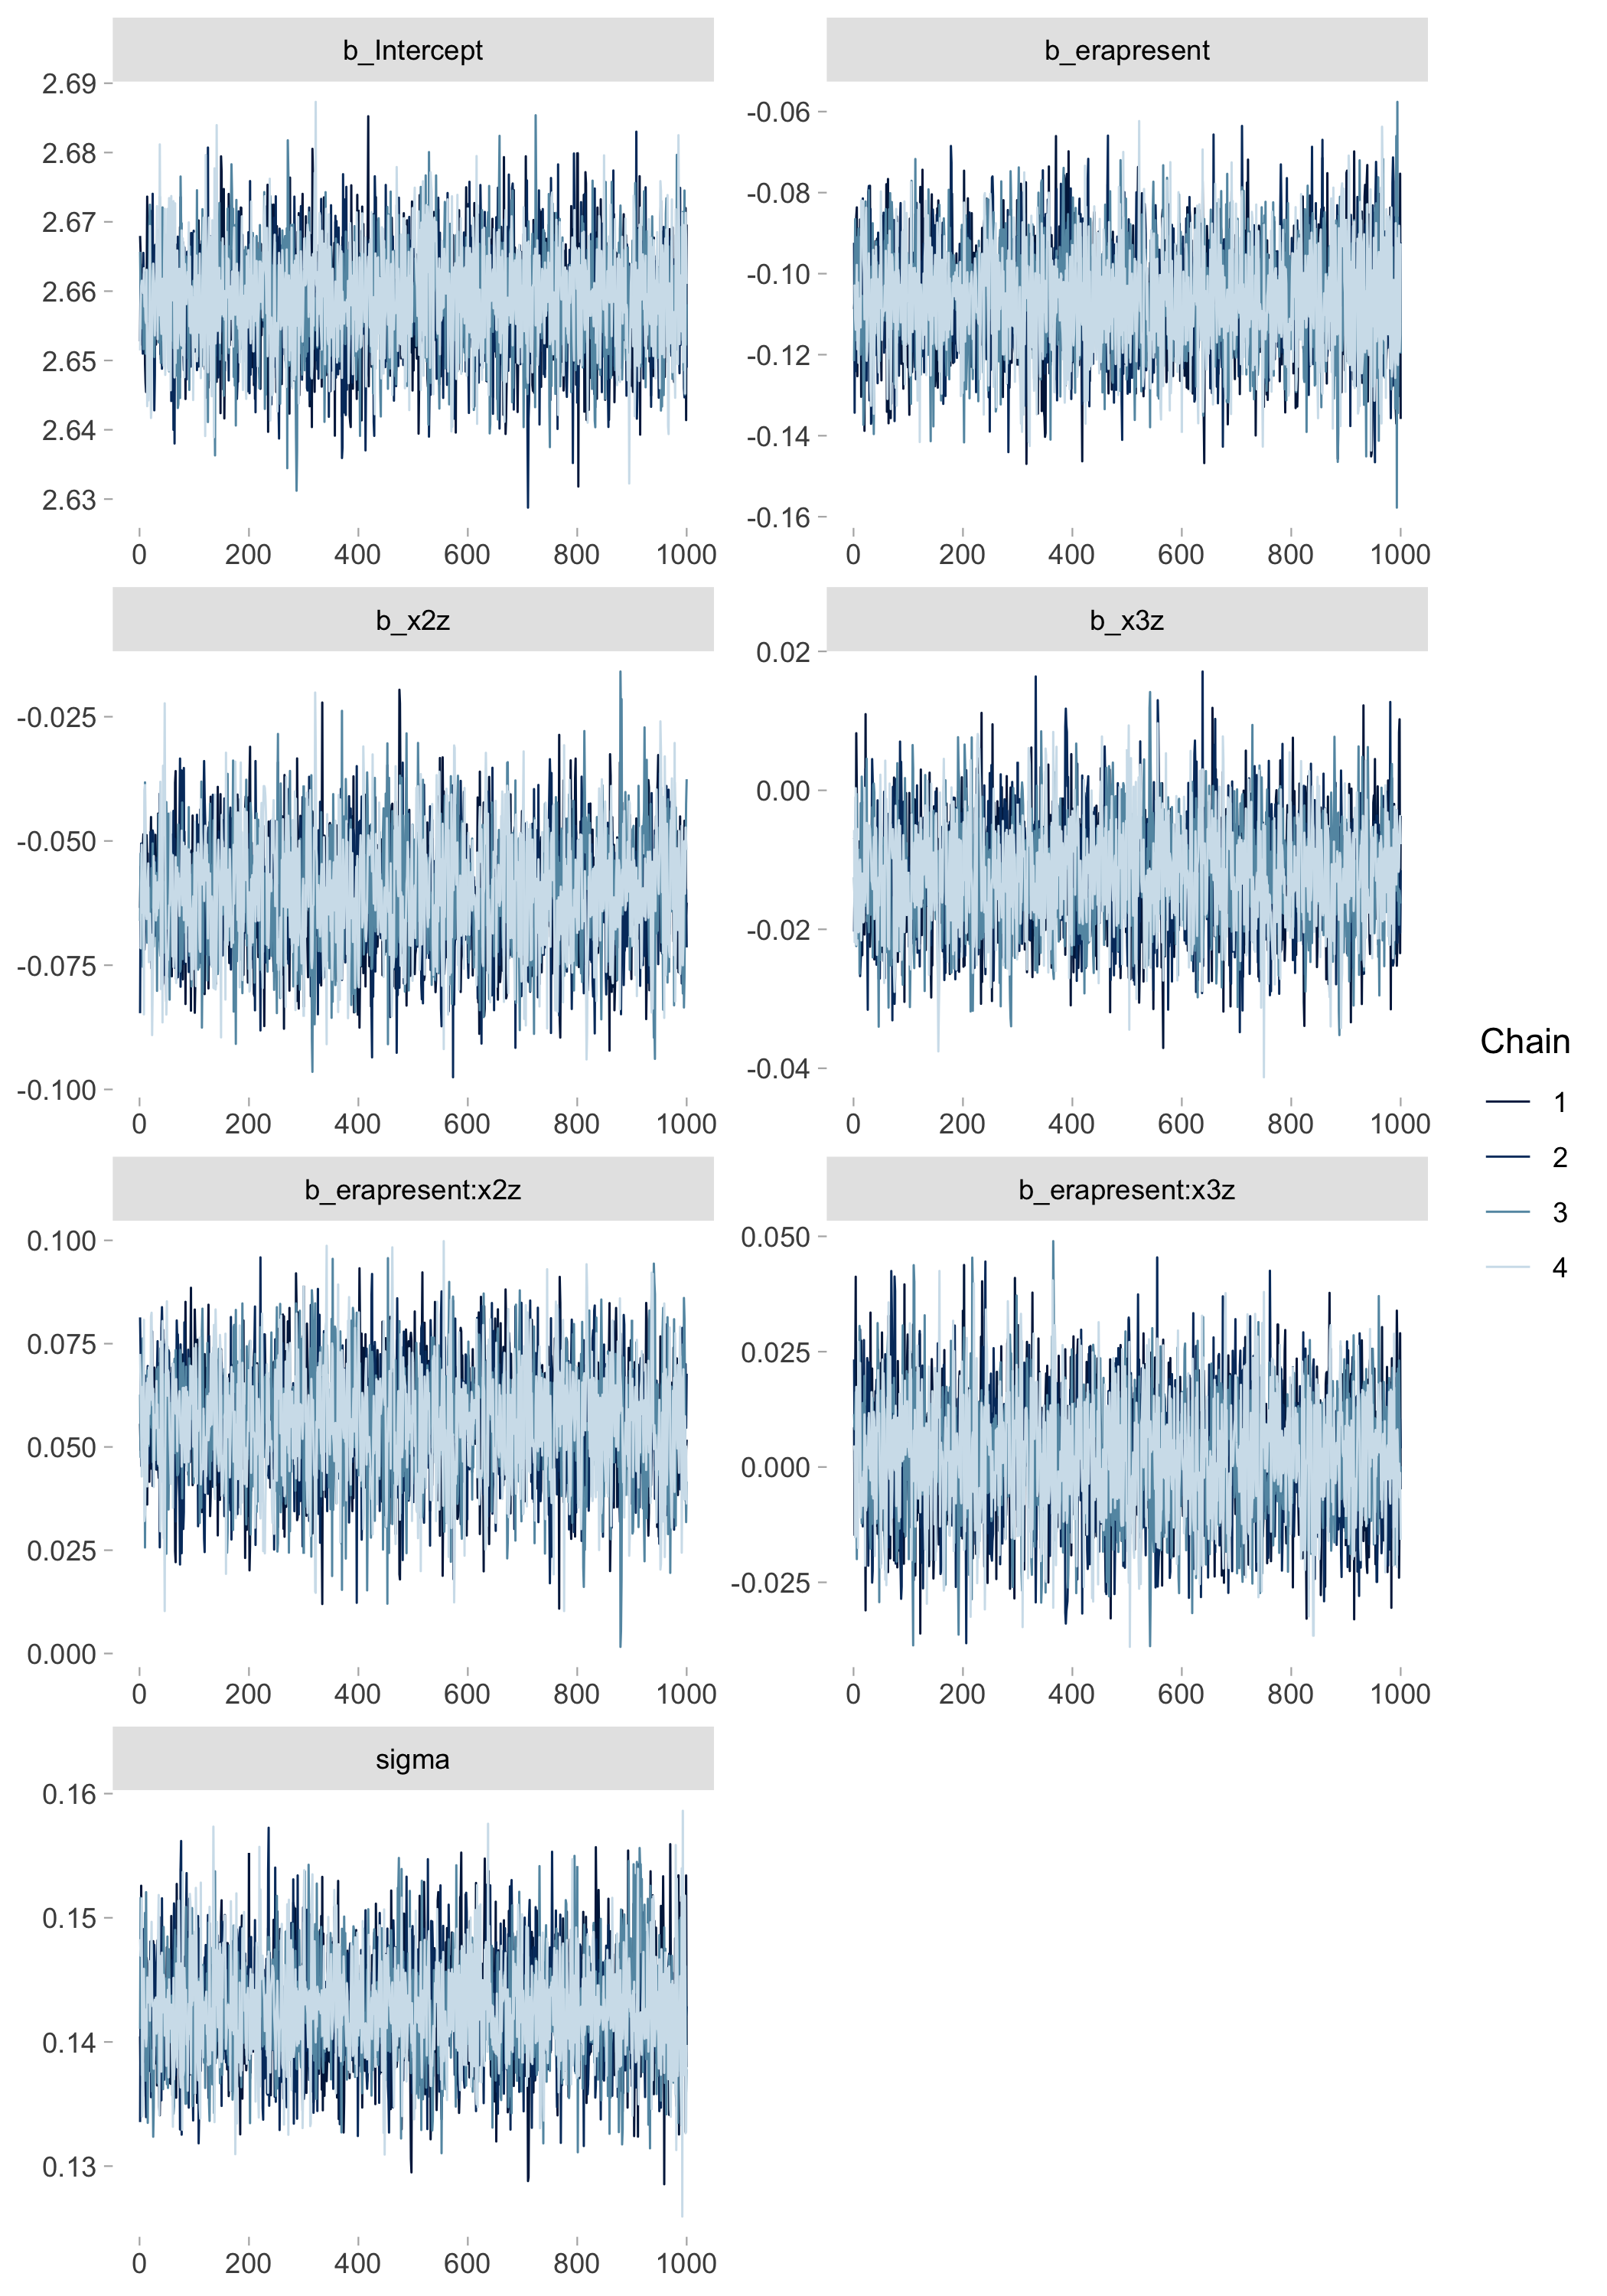 b_Intercept
2.69
2.68
2.67
2.66
2.65
2.64
2.63
0 200 400 600 800 1000
b_erapresent
-0.06
-0.08
-0.10
-0.12
-0.14
-0.16
0 200 400 600 800 1000
b_x2z
-0.025
-0.050
-0.075
-0.100
0 200 400 600 800 1000
b_x3z
0.02
0.00
-0.02
-0.04
0 200 400 600 800 1000
b_erapresent:x2z
0.100
0.075
0.050
0.025
0.000
0 200 400 600 800 1000
b_erapresent:x3z
0.050
0.025
0.000
-0.025
0 200 400 600 800 1000
sigma
0.16
0.15
0.14
0.13
0 200 400 600 800 1000
Chain
1
2
3
4